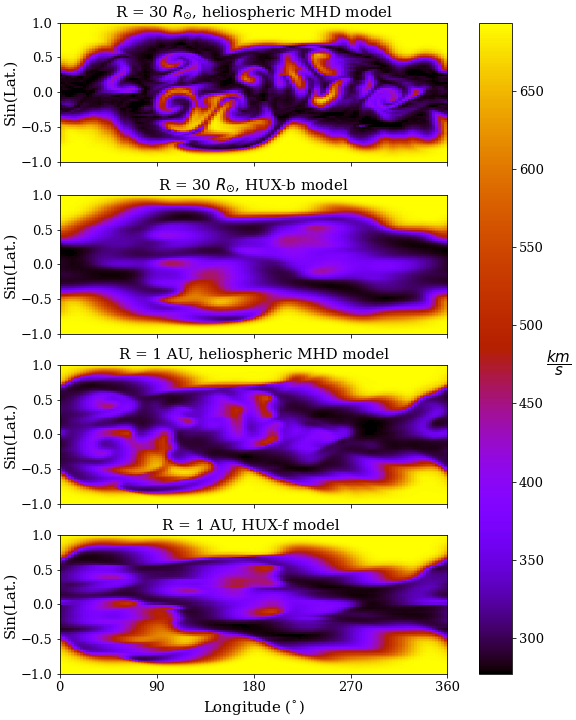 R = 30 R☉, heliospheric MHD model
1.0
0.5
0.0
−0.5
−1.0
Sin(Lat.)
R = 30 R☉, HUX-b model
1.0
0.5
0.0
−0.5
−1.0
Sin(Lat.)
R = 1 AU, heliospheric MHD model
1.0
0.5
0.0
−0.5
−1.0
Sin(Lat.)
R = 1 AU, HUX-f model
1.0
0.5
0.0
−0.5
−1.0
Sin(Lat.)
0 90 180 270 360
Longitude (°)
650
600
550
500
450
400
350
300
km
s